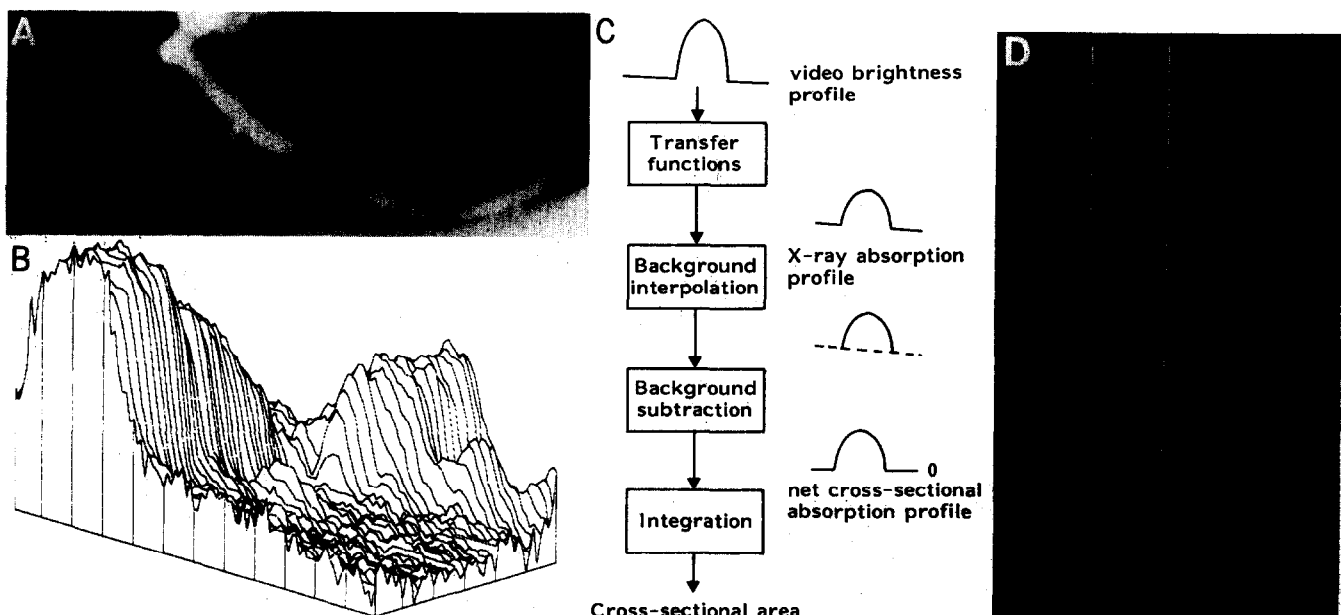 A
B
C
video brightness
profile
Transfer
functions
X-ray absorption
profile
Background
interpolation
Background
subtraction
0
net cross-sectional
absorption profile
Integration
Cross-sectional area
D